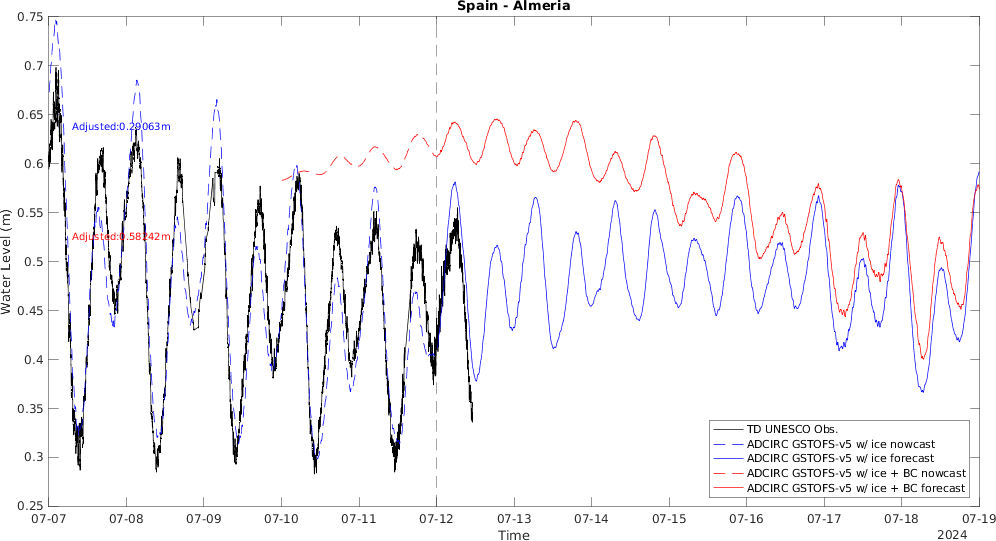 Spain - Almeria
0.75
0.7
0.65
0.6
0.55
0.5
0.45
0.4
0.35
0.3
0.25
Water Level (m)
Adjusted:0.29063m
Adjusted:0.58242m
TD UNESCO Obs.
ADCIRC GSTOFS-v5 w/ ice nowcast
ADCIRC GSTOFS-v5 w/ ice forecast
ADCIRC GSTOFS-v5 w/ ice + BC nowcast
ADCIRC GSTOFS-v5 w/ ice + BC forecast
07-07 07-08 07-09 07-10 07-11 07-12 07-13 07-14 07-15 07-16 07-17 07-18 07-19
Time
2024